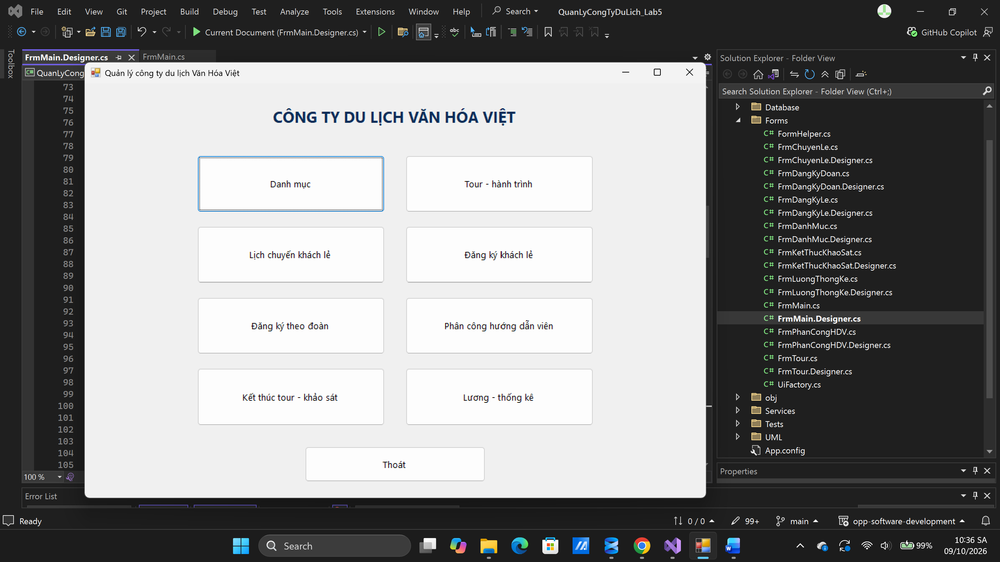 File Edit View Git Project Build Debug Test Analyze Tools Extensions Window Help Search QuanLyCongTyDuLich_Lab5
Current Document (FrmMain.Designer.cs) abc GitHub Copilot
Toolbox
FrmMain.Designer.cs FrmMain.cs
C# QuanLyCong
Quản lý công ty du lịch Văn Hóa Việt
CÔNG TY DU LỊCH VĂN HÓA VIỆT
Danh mục Tour - hành trình
Lịch chuyến khách lẻ Đăng ký khách lẻ
Đăng ký theo đoàn Phân công hướng dẫn viên
Kết thúc tour - khảo sát Lương - thống kê
Thoát
73
74
75
76
77
78
79
80
81
82
83
84
85
86
87
88
89
90
91
92
93
94
95
96
97
98
99
100
101
102
103
104
105
100 %
Error List
Solution Explorer - Folder View
Search Solution Explorer - Folder View (Ctrl+;)
Database
Forms
C# FormHelper.cs
C# FrmChuyenLe.cs
C# FrmChuyenLe.Designer.cs
C# FrmDangKyDoan.cs
C# FrmDangKyDoan.Designer.cs
C# FrmDangKyLe.cs
C# FrmDangKyLe.Designer.cs
C# FrmDanhMuc.cs
C# FrmDanhMuc.Designer.cs
C# FrmKetThucKhaoSat.cs
C# FrmKetThucKhaoSat.Designer.cs
C# FrmLuongThongKe.cs
C# FrmLuongThongKe.Designer.cs
C# FrmMain.cs
C# FrmMain.Designer.cs
C# FrmPhanCongHDV.cs
C# FrmPhanCongHDV.Designer.cs
C# FrmTour.cs
C# FrmTour.Designer.cs
C# UiFactory.cs
obj
Services
Tests
UML
App.config
Properties
Ready 0 / 0 99+ main opp-software-development
Search 99% 10:36 SA
09/10/2026